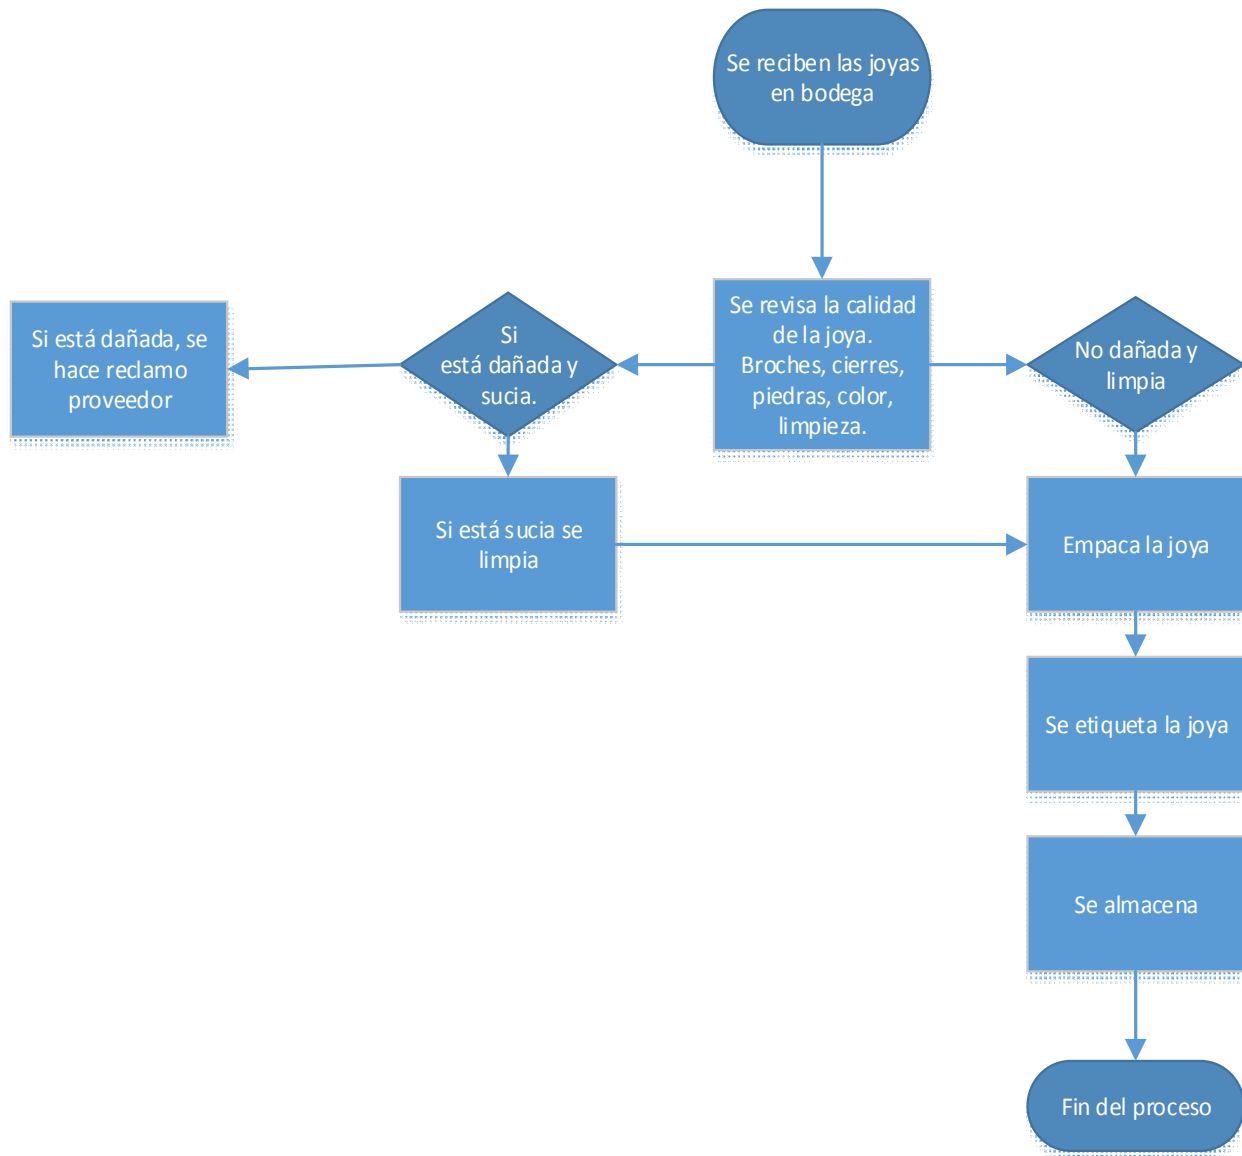 Se reciben las joyas
en bodega
Si está dañada, se
hace reclamo
proveedor
Si
está dañada y
sucia.
Se revisa la calidad
de la joya.
Broches, cierres,
piedras, color,
limpieza.
No dañada y
limpia
Si está sucia se
limpia
Empaca la joya
Se etiqueta la joya
Se almacena
Fin del proceso